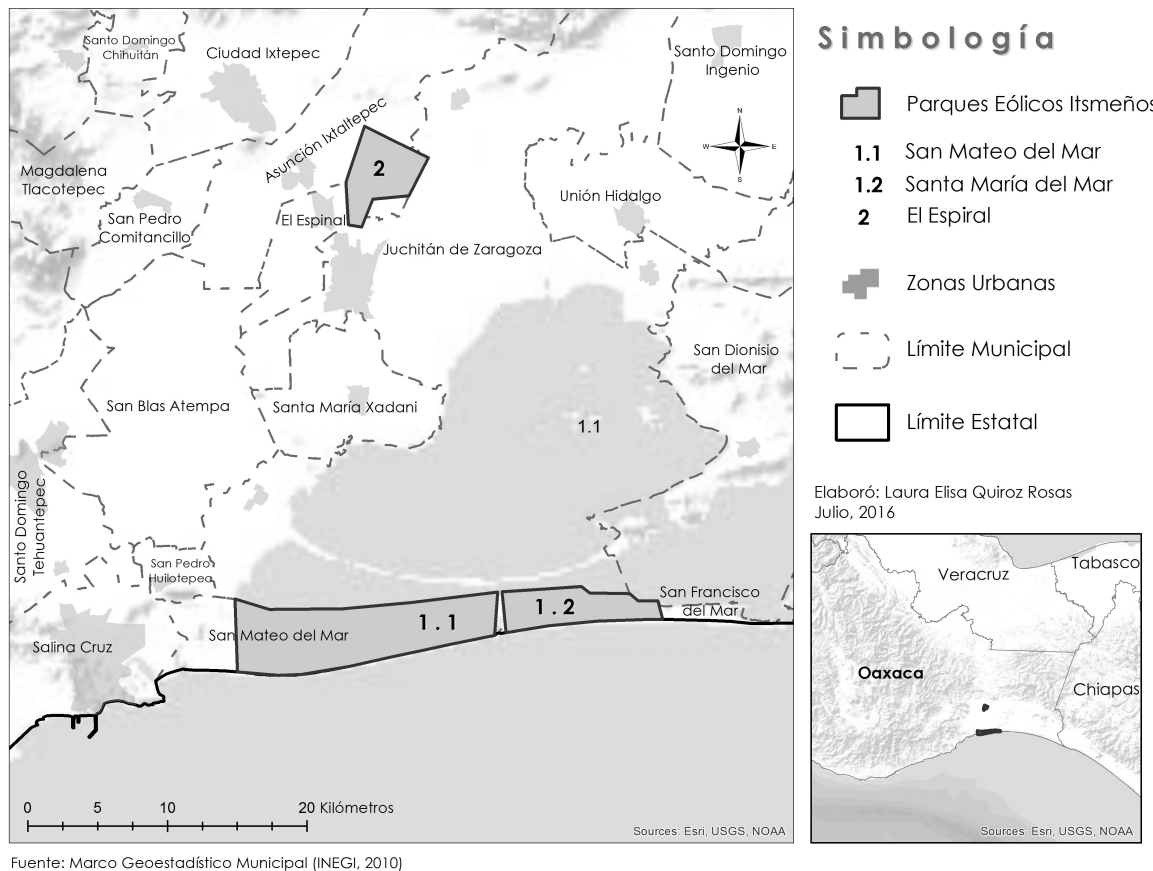 Santo Domingo
Chihuitán
Ciudad Ixtepec
Santo Domingo
Ingenio
Asunción Ixtaltepec
2
Magdalena
Tlacotepec
San Pedro
Comitancillo
El Espinal
Unión Hidalgo
Juchitán de Zaragoza
N
W
E
S
San Dionisio
del Mar
San Blas Atempa
Santa María Xadani
1.1
Santo Domingo
Tehuantepec
San Pedro
Huilotepea
San Francisco
del Mar
1.1
1.2
San Mateo del Mar
Salina Cruz
0
5
10
20 Kilómetros
Sources: Esri, USGS, NOAA
Fuente: Marco Geoestadístico Municipal (INEGI, 2010)
Simbología
Parques Eólicos Itsmeños
1.1 San Mateo del Mar
1.2 Santa María del Mar
2 El Espiral
Zonas Urbanas
Límite Municipal
Límite Estatal
Elaboró: Laura Elisa Quiroz Rosas
Julio, 2016
Veracruz
Tabasco
Oaxaca
Chiapas
Sources: Esri, USGS, NOAA